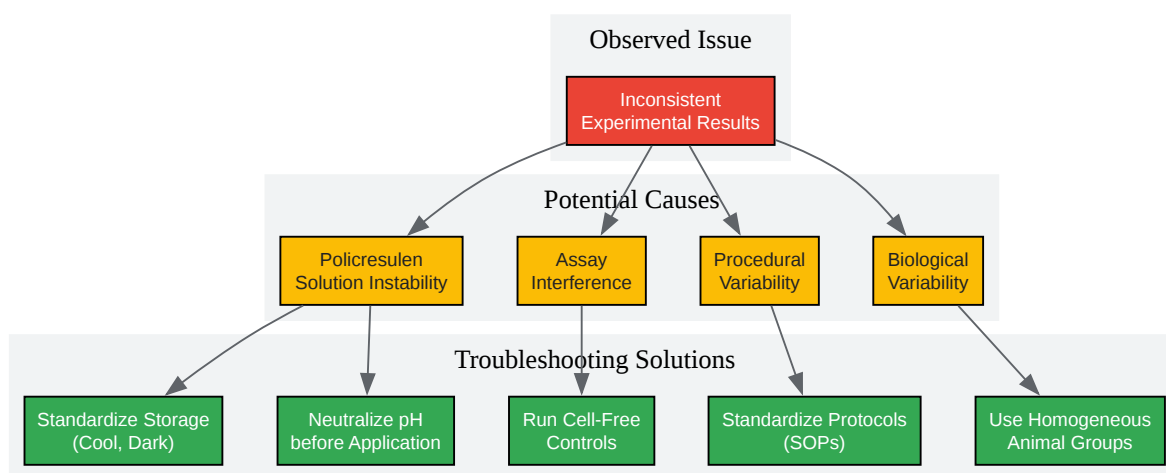 Observed Issue
Inconsistent
Experimental Results
Potential Causes
Policresulen
Solution Instability
Assay
Interference
Procedural
Variability
Biological
Variability
Troubleshooting Solutions
Standardize Storage
(Cool, Dark)
Neutralize pH
before Application
Run Cell-Free
Controls
Standardize Protocols
(SOPs)
Use Homogeneous
Animal Groups